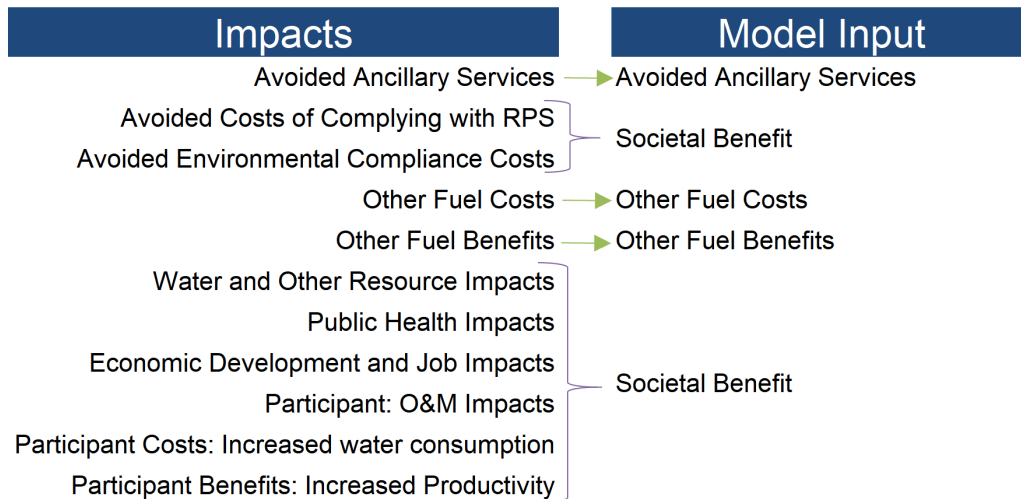 Impacts
Model Input
Avoided Ancillary Services
Avoided Ancillary Services
Avoided Costs of Complying with RPS
Avoided Environmental Compliance Costs
Societal Benefit
Other Fuel Costs
Other Fuel Costs
Other Fuel Benefits
Other Fuel Benefits
Water and Other Resource Impacts
Public Health Impacts
Economic Development and Job Impacts
Participant: O&M Impacts
Participant Costs: Increased water consumption
Participant Benefits: Increased Productivity
Societal Benefit